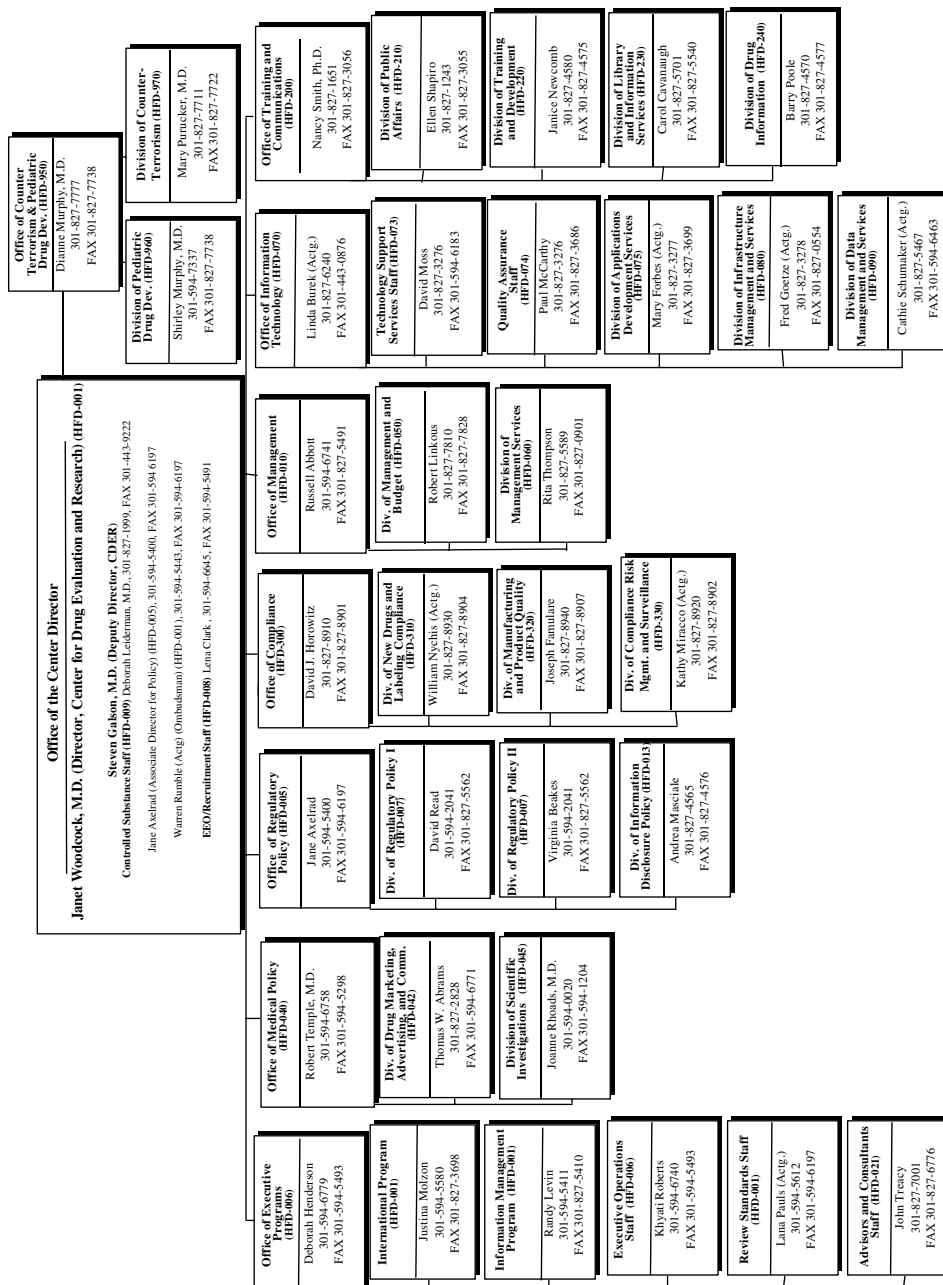 Office of the Center Director
Janet Woodcock, M.D. (Director, Center for Drug Evaluation and Research) (HFD-001)
Steven Galson, M.D. (Deputy Director, CDER)
Controlled Substance Staff (HFD-009) Deborah Leiderman, M.D., 301-827-1999, FAX 301-443-9222
Jane Axelrad (Associate Director for Policy) (HFD-005), 301-594-5400, FAX 301-594-6197
Warren Rumble (Actg) (Ombudsman) (HFD-001), 301-594-5443, FAX 301-594-6197
EEO/Recruitment Staff (HFD-008) Lena Clark, 301-594-6645, FAX 301-594-5491
Office of Counter
Terrorism & Pediatric
Drug Dev. (HFD-950)
Dianne Murphy, M.D.
301-827-7777
FAX 301-827-7738
Division of Pediatric
Drug Dev. (HFD-960)
Shirley Murphy, M.D.
301-594-7337
FAX 301-827-7738
Division of Counter-
Terrorism (HFD-970)
Mary Purucker, M.D.
301-827-7711
FAX 301-827-7722
Office of Executive
Programs
(HFD-006)
Deborah Henderson
301-594-6779
FAX 301-594-5493
International Program
(HFD-001)
Justina Molzon
301-594-5580
FAX 301-827-3698
Information Management
Program (HFD-001)
Randy Levin
301-594-5411
FAX 301-827-5410
Executive Operations
Staff (HFD-006)
Khyati Roberts
301-594-6740
FAX 301-594-5493
Review Standards Staff
(HFD-001)
Lana Pauls (Actg.)
301-594-5612
FAX 301-594-6197
Advisors and Consultants
Staff (HFD-021)
John Treacy
301-827-7001
FAX 301-827-6776
Office of Medical Policy
(HFD-040)
Robert Temple, M.D.
301-594-6758
FAX 301-594-5298
Div. of Drug Marketing,
Advertising, and Comm.
(HFD-042)
Thomas W. Abrams
301-827-2828
FAX 301-594-6771
Division of Scientific
Investigations (HFD-045)
Joanne Rhoads, M.D.
301-594-0020
FAX 301-594-1204
Office of Regulatory
Policy (HFD-005)
Jane Axelrad
301-594-5400
FAX 301-594-6197
Div. of Regulatory Policy I
(HFD-007)
David Read
301-594-2041
FAX 301-827-5562
Div. of Regulatory Policy II
(HFD-007)
Virginia Beakes
301-594-2041
FAX 301-827-5562
Div. of Information
Disclosure Policy (HFD-013)
Andrea Masciale
301-827-4565
FAX 301-827-4576
Office of Compliance
(HFD-300)
David J. Horowitz
301-827-8910
FAX 301-827-8901
Div. of New Drugs and
Labeling Compliance
(HFD-310)
William Nychis (Actg.)
301-827-8930
FAX 301-827-8904
Div. of Manufacturing
and Product Quality
(HFD-320)
Joseph Famulare
301-827-8940
FAX 301-827-8907
Div. of Compliance Risk
Mgmt. and Surveillance
(HFD-330)
Kathy Miracco (Actg.)
301-827-8920
FAX 301-827-8902
Office of Management
(HFD-010)
Russell Abbott
301-594-6741
FAX 301-827-5491
Div. of Management and
Budget (HFD-050)
Robert Linkous
301-827-7810
FAX 301-827-7828
Division of
Management Services
(HFD-060)
Rita Thompson
301-827-5589
FAX 301-827-0901
Office of Information
Technology (HFD-070)
Linda Burek (Actg.)
301-827-6240
FAX 301-443-0876
Technology Support
Services Staff (HFD-073)
David Moss
301-827-3276
FAX 301-594-6183
Quality Assurance
Staff
(HFD-074)
Paul McCarthy
301-827-3276
FAX 301-827-3686
Division of Applications
Development Services
(HFD-075)
Mary Forbes (Actg.)
301-827-3277
FAX 301-827-3699
Division of Infrastructure
Management and Services
(HFD-080)
Fred Goetze (Actg.)
301-827-3278
FAX 301-827-0554
Division of Data
Management and Services
(HFD-090)
Cathie Schumaker (Actg.)
301-827-5467
FAX 301-594-6463
Office of Training and
Communications
(HFD-200)
Nancy Smith, Ph.D.
301-827-1651
FAX 301-827-3056
Division of Public
Affairs (HFD-210)
Ellen Shapiro
301-827-1243
FAX 301-827-3055
Division of Training
and Development
(HFD-220)
Janice Newcomb
301-827-4580
FAX 301-827-4575
Division of Library
and Information
Services (HFD-230)
Carol Cavanaugh
301-827-5701
FAX 301-827-5540
Division of Drug
Information (HFD-240)
Barry Poole
301-827-4570
FAX 301-827-4577